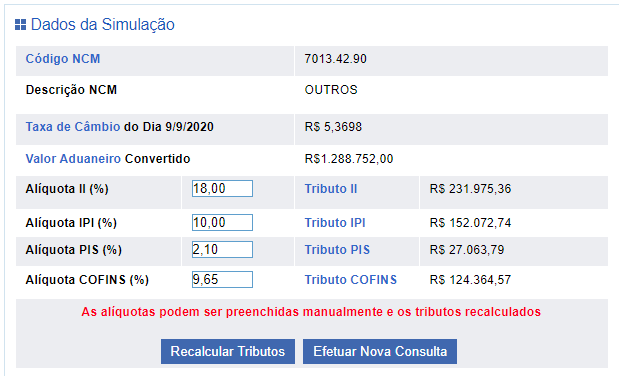 Dados da Simulação
Código NCM 7013.42.90
Descrição NCM OUTROS
Taxa de Câmbio do Dia 9/9/2020 R$ 5,3698
Valor Aduaneiro Convertido R$1.288.752,00
Alíquota II (%) 18,00 Tributo II R$ 231.975,36
Alíquota IPI (%) 10,00 Tributo IPI R$ 152.072,74
Alíquota PIS (%) 2,10 Tributo PIS R$ 27.063,79
Alíquota COFINS (%) 9,65 Tributo COFINS R$ 124.364,57
As alíquotas podem ser preenchidas manualmente e os tributos recalculados
Recalcular Tributos Efetuar Nova Consulta